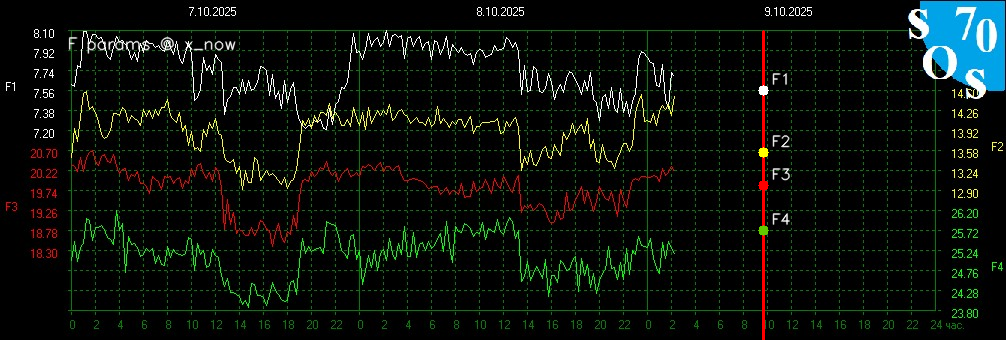 7.10.2025 8.10.2025 9.10.2025
F params @ x_now
SOS 70
F1
8.10
7.92
7.74
7.56
7.38
7.20
F3
20.70
20.22
19.74
19.26
18.78
18.30
F1
F2
F3
F4
F2
14.26
13.92
13.58
13.24
12.90
F4
26.20
25.72
25.24
24.76
24.28
23.80
0 2 4 6 8 10 12 14 16 18 20 22 0 2 4 6 8 10 12 14 16 18 20 22 0 2 4 6 8 10 12 14 16 18 20 22 24 час.